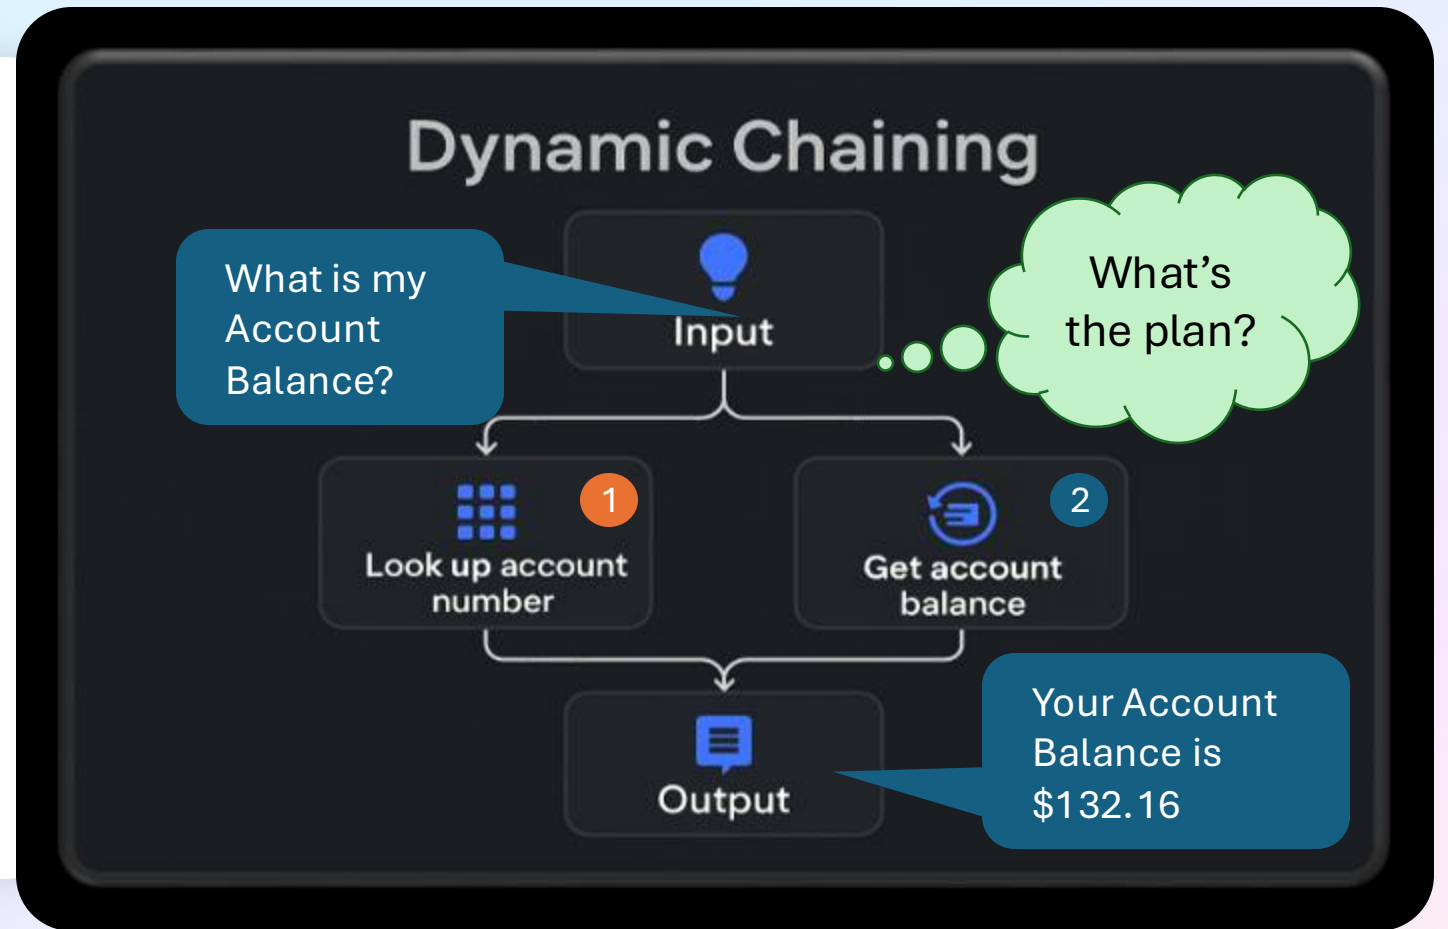 Dynamic Chaining
What is my
Account
Balance?
Input
What's
the plan?
1
Look up account
number
2
Get account
balance
Output
Your Account
Balance is
$132.16